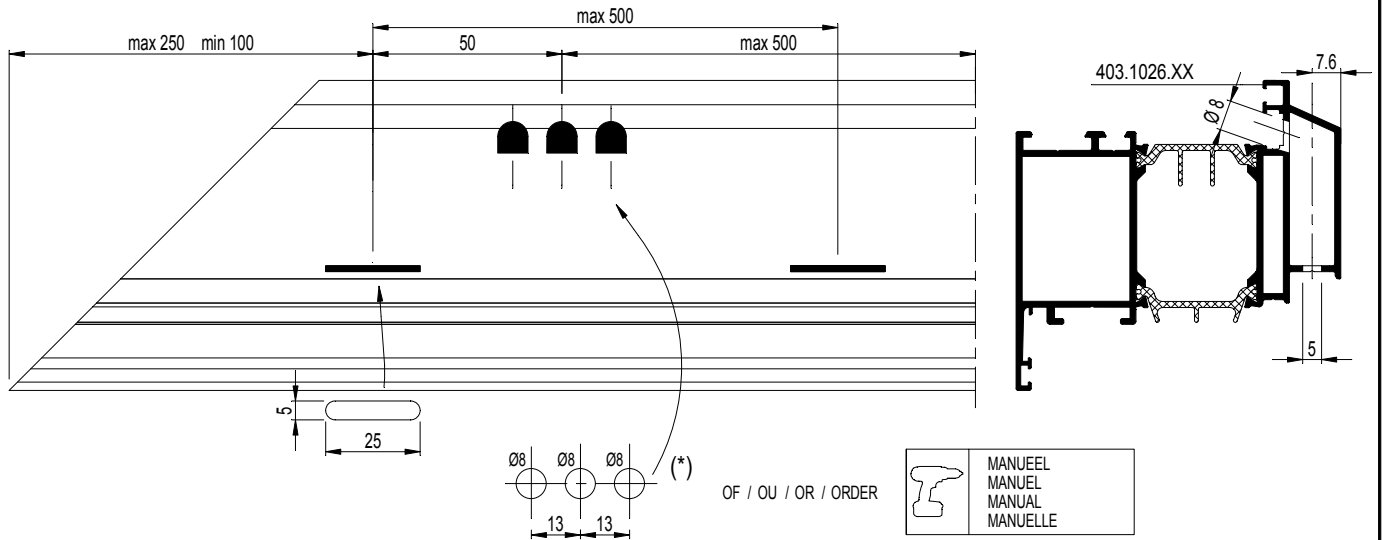 max 500
max 250 min 100
50
max 500
403.1026.XX
7.6
Ø 8
5
5
25
Ø8 Ø8 Ø8
(*)
13 13
OF / OU / OR / ORDER
MANUEEL
MANUEL
MANUAL
MANUELLE